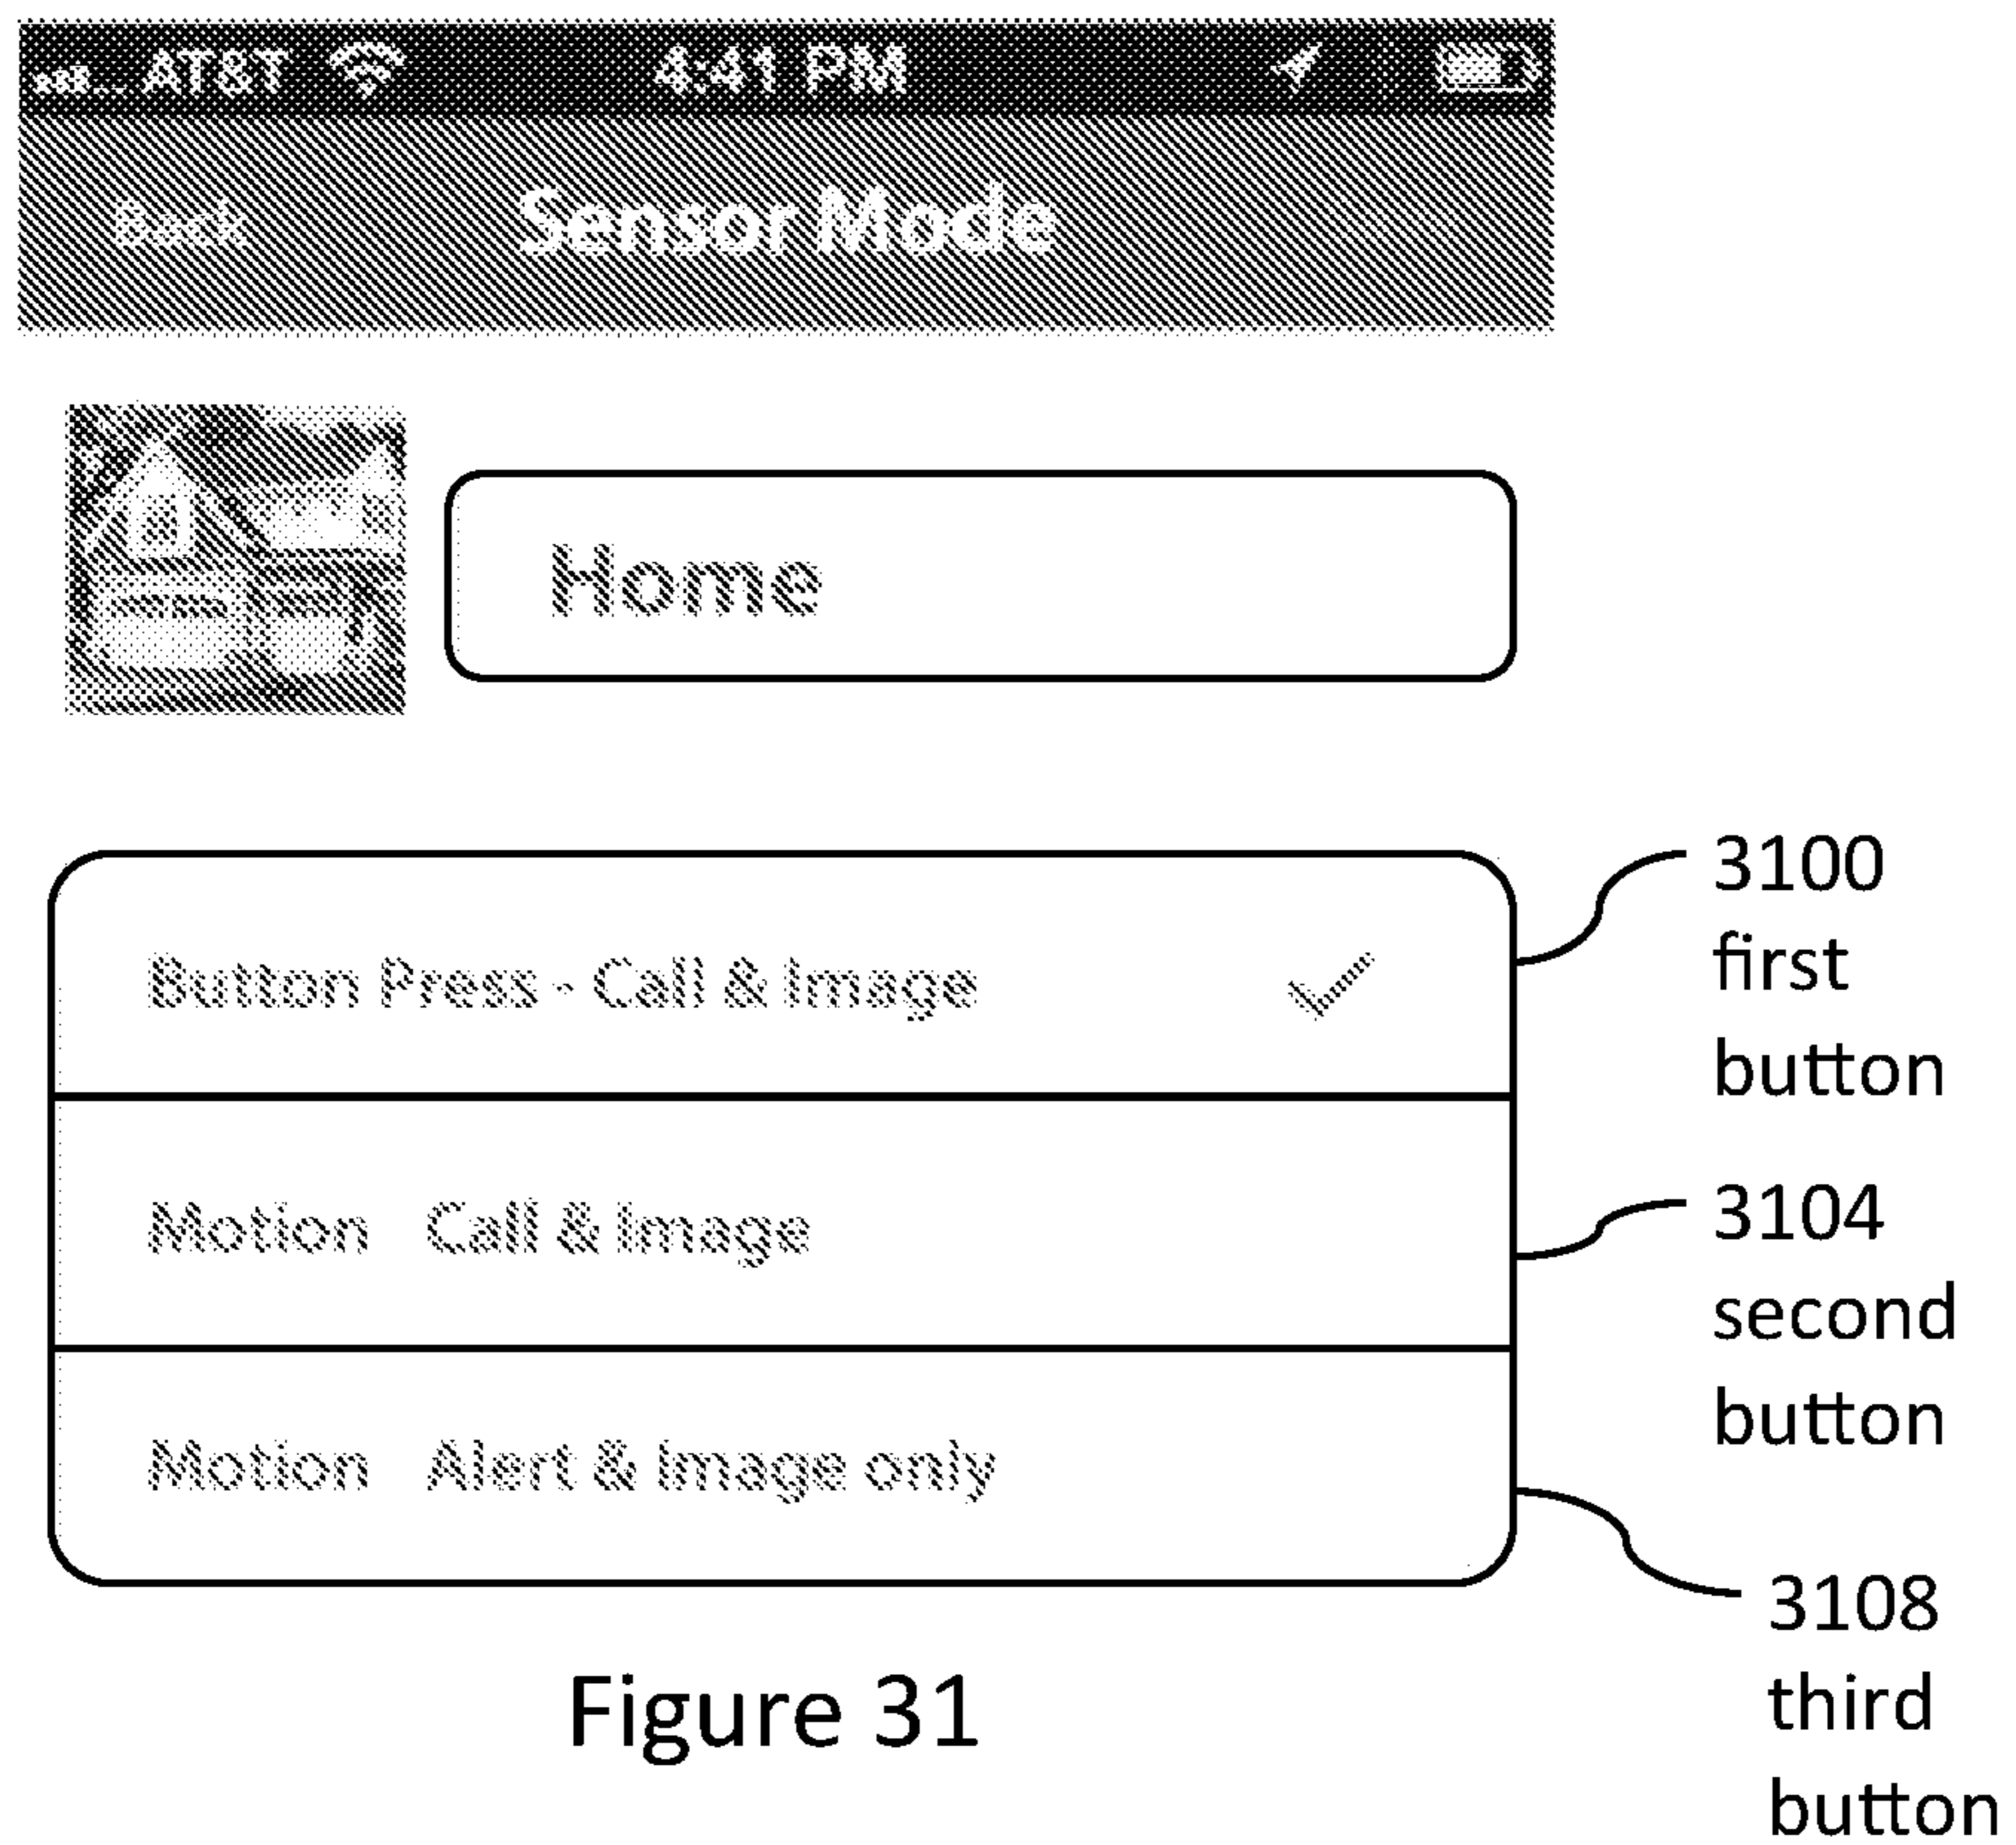 AT&T 4:41 PM
Back Sensor Mode
Home
Button Press - Call & Image
Motion Call & Image
Motion Alert & Image only
3100
first
button
3104
second
button
3108
third
button
Figure 31